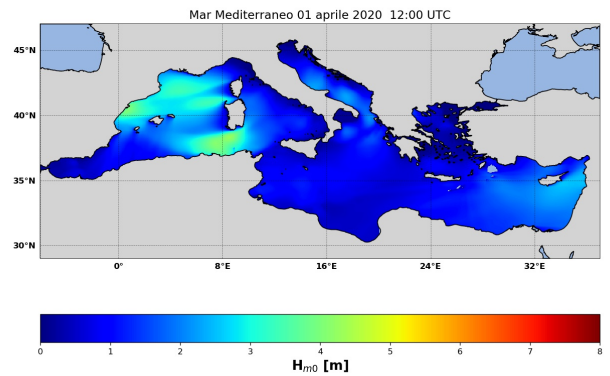 Mar Mediterraneo 01 aprile 2020  12:00 UTC
45°N
40°N
35°N
30°N
0° 8°E 16°E 24°E 32°E
0 1 2 3 4 5 6 7 8
Hm0 [m]